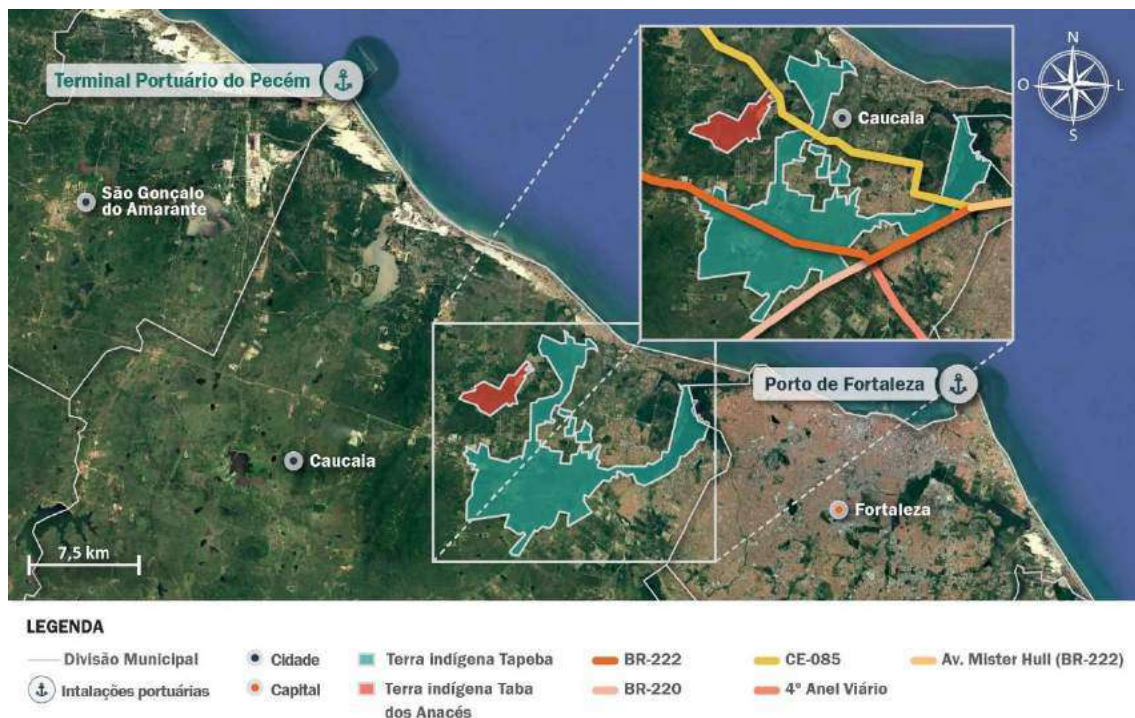 Terminal Portuário do Pecém
N
O
L
S
Caucaia
São Gonçalo
do Amarante
Porto de Fortaleza
Caucaia
Fortaleza
7,5 km
LEGENDA
Divisão Municipal
Cidade
Terra indígena Tapeba
BR-222
CE-085
Av. Mister Hull (BR-222)
Intalações portuárias
Capital
Terra indígena Taba
dos Anacés
BR-220
4º Anel Viário